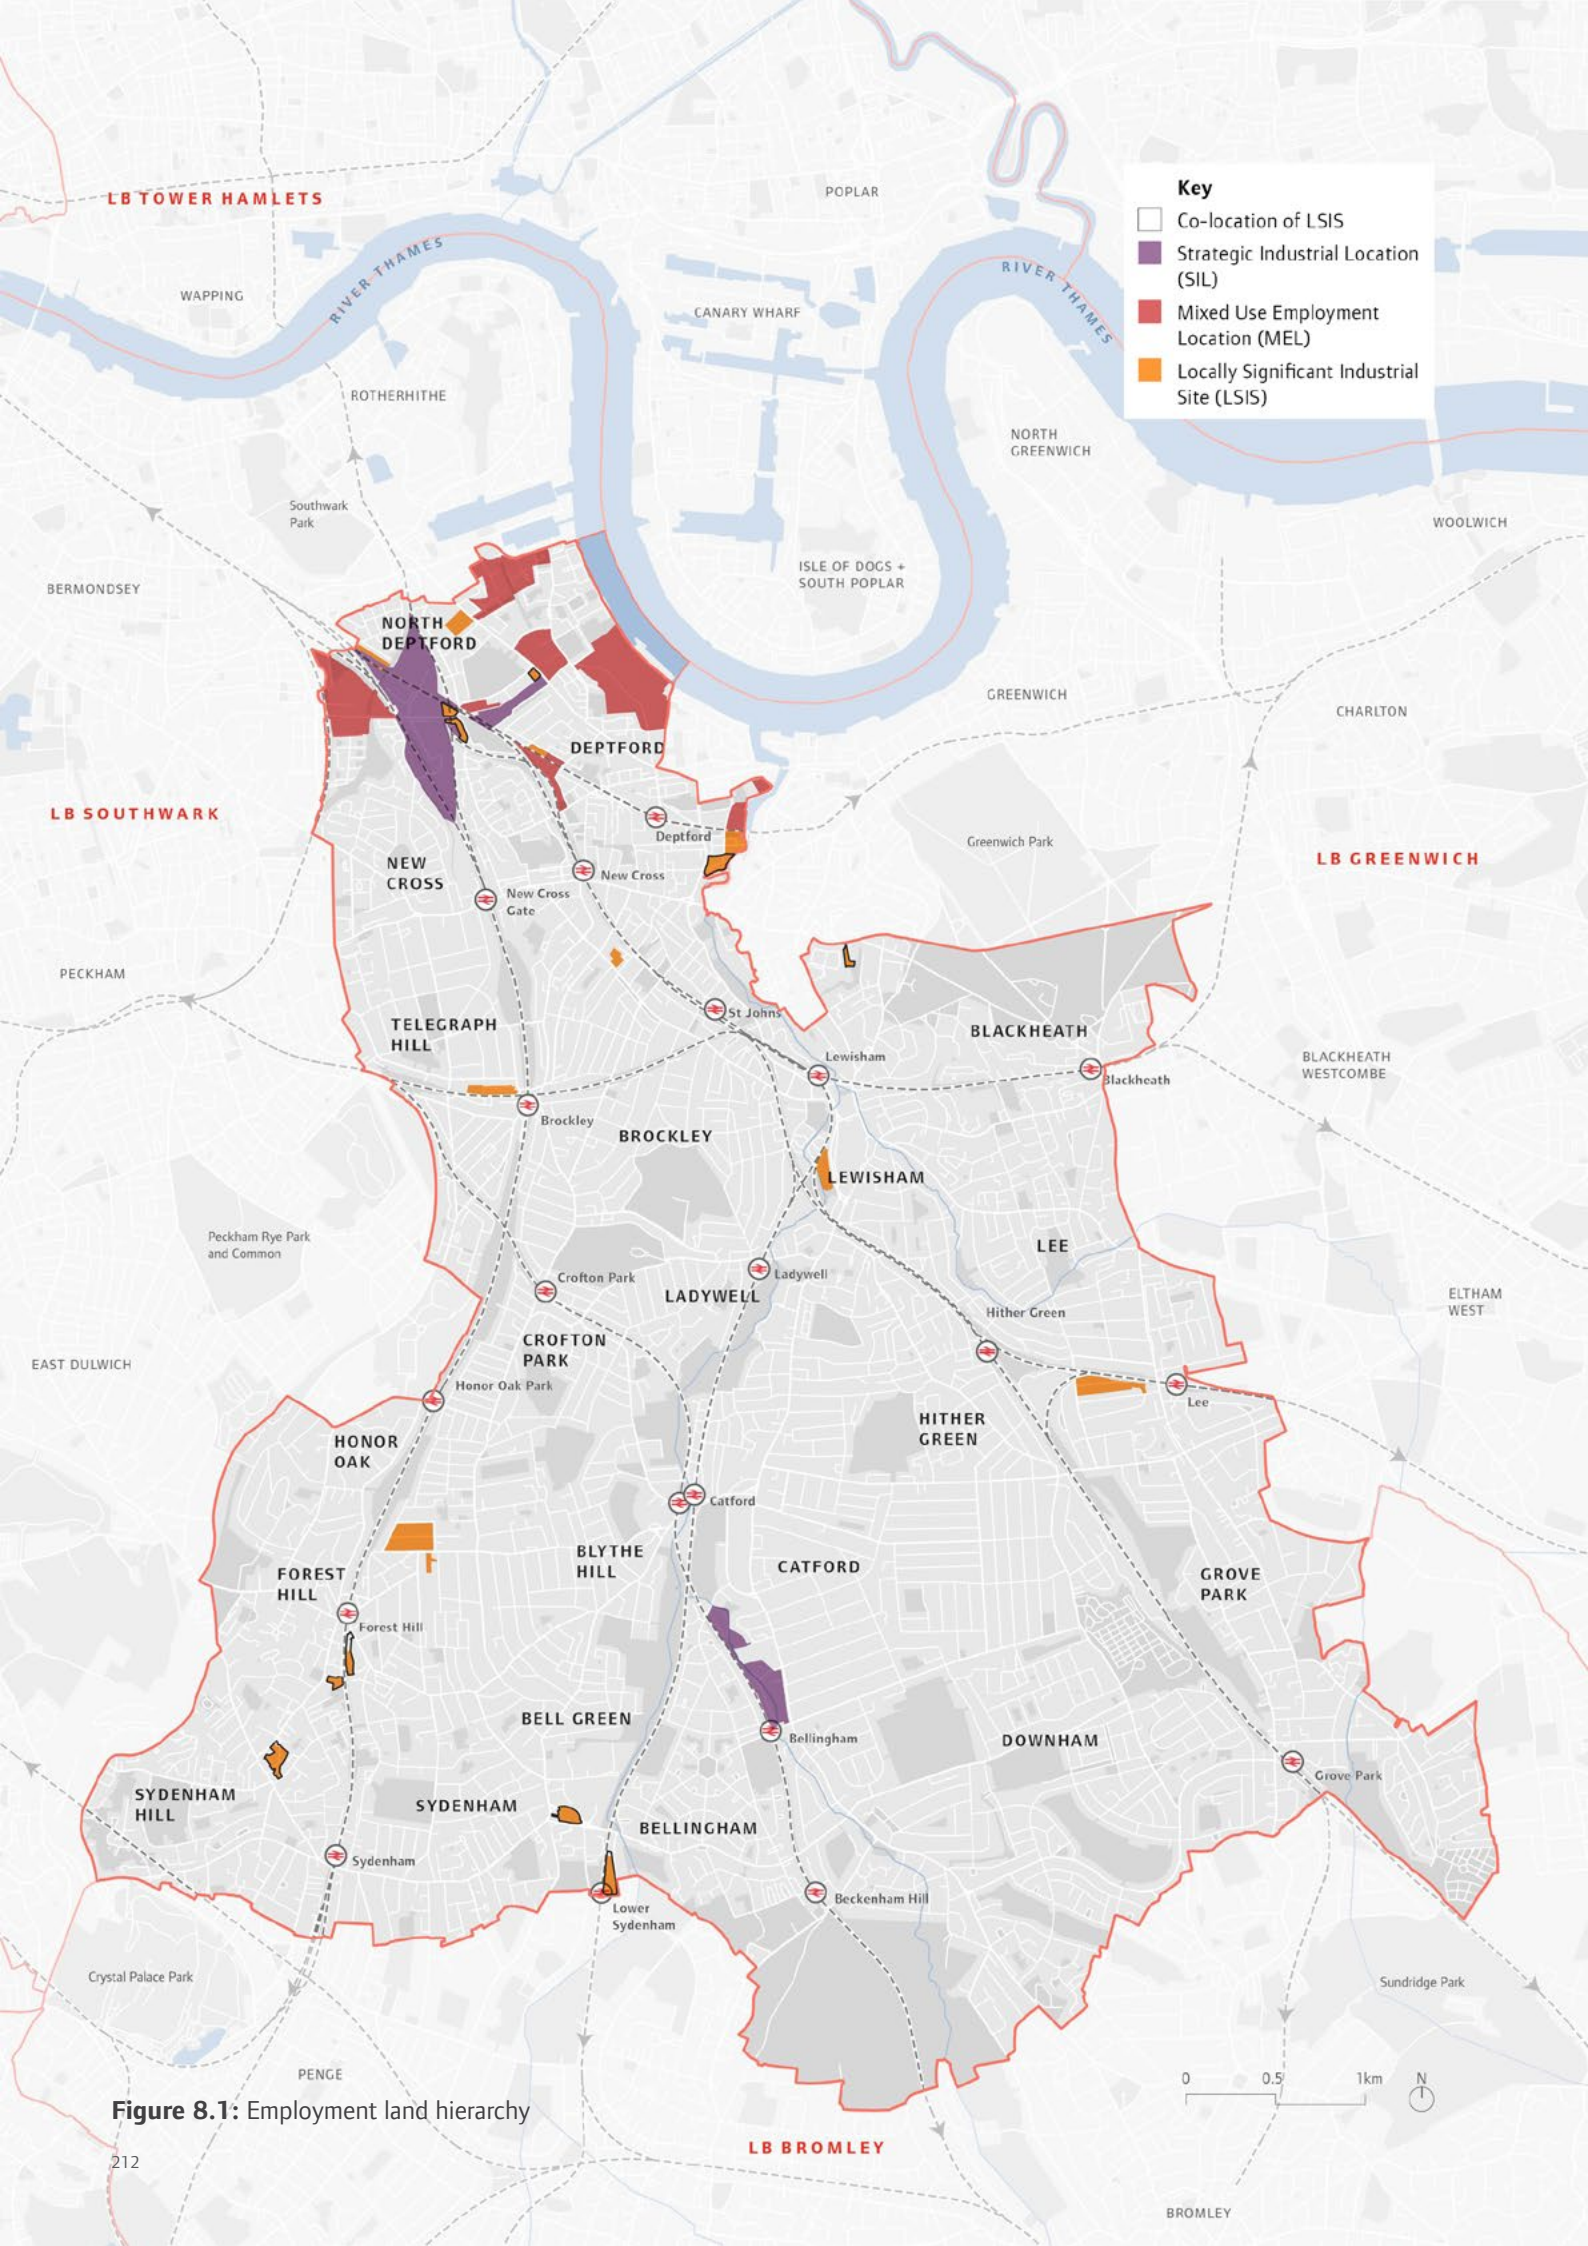 LB TOWER HAMLETS
POPLAR
Key
Co-location of LSIS
Strategic Industrial Location
(SIL)
Mixed Use Employment
Location (MEL)
Locally Significant Industrial
Site (LSIS)
RIVER THAMES
RIVER THAMES
WAPPING
CANARY WHARF
ROTHERHITHE
NORTH
GREENWICH
Southwark
Park
WOOLWICH
ISLE OF DOGS +
SOUTH POPLAR
BERMONDSEY
NORTH
DEPTFORD
GREENWICH
CHARLTON
DEPTFORD
LB SOUTHWARK
Deptford
Greenwich Park
LB GREENWICH
NEW
CROSS
New Cross
New Cross
Gate
PECKHAM
St Johns
TELEGRAPH
HILL
BLACKHEATH
Lewisham
BLACKHEATH
WESTCOMBE
Blackheath
Brockley
BROCKLEY
LEWISHAM
Peckham Rye Park
and Common
LEE
Crofton Park
Ladywell
LADYWELL
ELTHAM
WEST
Hither Green
CROFTON
PARK
EAST DULWICH
Honor Oak Park
Lee
HITHER
GREEN
HONOR
OAK
Catford
BLYTHE
HILL
CATFORD
FOREST
HILL
GROVE
PARK
Forest Hill
BELL GREEN
Bellingham
DOWNHAM
Grove Park
SYDENHAM
HILL
SYDENHAM
BELLINGHAM
Sydenham
Beckenham Hill
Lower
Sydenham
Crystal Palace Park
Sundridge Park
PENGE
0 0.5 1km N
Figure 8.1: Employment land hierarchy
LB BROMLEY
212
BROMLEY